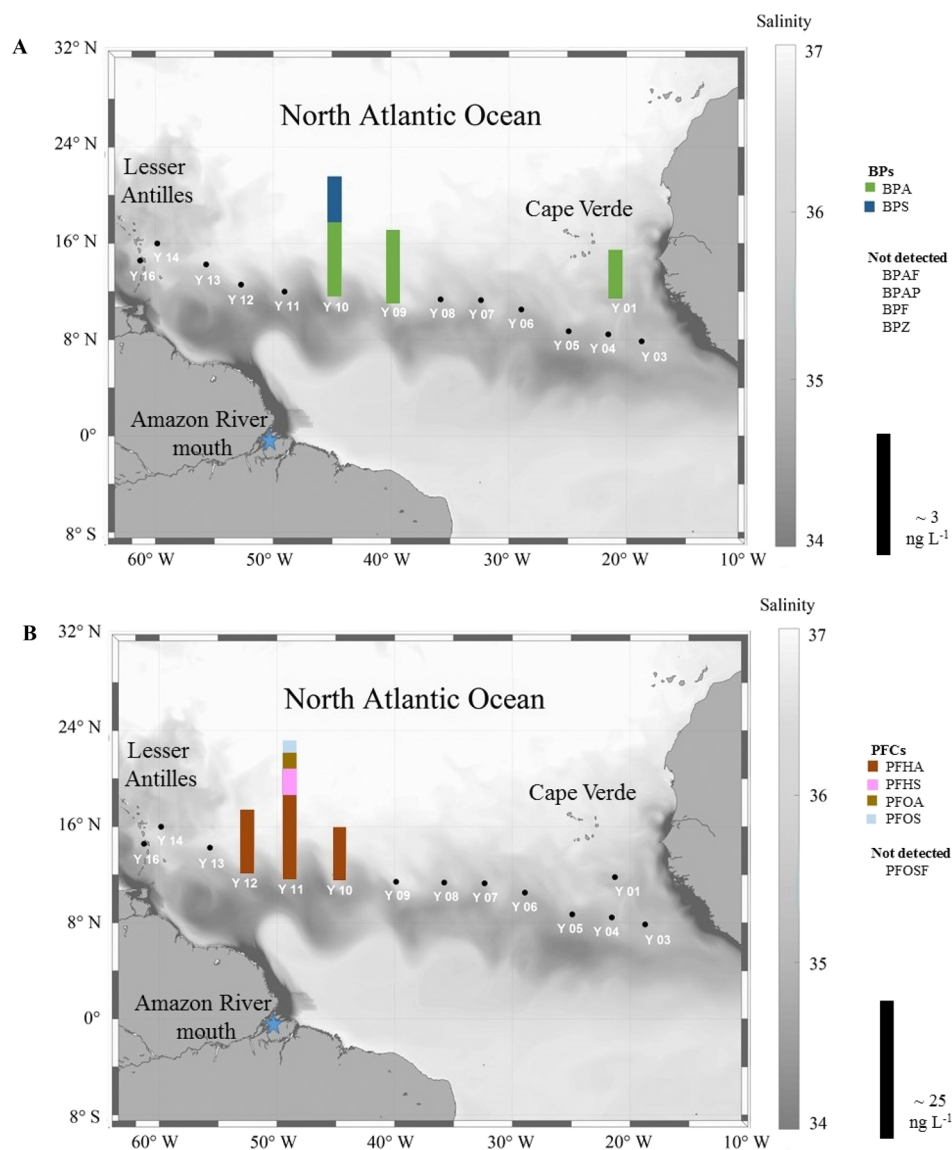 A
Salinity
32° N
37
North Atlantic Ocean
24° N
Lesser
Antilles
BPs
BPA
BPS
Cape Verde
36
16° N
Y 14
Y 16
Y 13
Y 12
Y 11
Y 10
Y 09
Y 08
Y 07
Y 06
Y 01
Not detected
BPAF
BPAP
BPF
BPZ
8° N
Y 05
Y 04
Y 03
35
Amazon River
mouth
0°
~ 3
ng L-1
8° S
34
60° W
50° W
40° W
30° W
20° W
10° W
B
Salinity
32° N
37
North Atlantic Ocean
24° N
Lesser
Antilles
PFCs
PFHA
PFHS
PFOA
PFOS
Cape Verde
36
16° N
Y 14
Y 16
Y 13
Y 12
Y 11
Y 10
Y 09
Y 08
Y 07
Y 06
Y 01
Not detected
PFOSF
8° N
Y 05
Y 04
Y 03
35
Amazon River
mouth
0°
~ 25
ng L-1
8° S
34
60° W
50° W
40° W
30° W
20° W
10° W